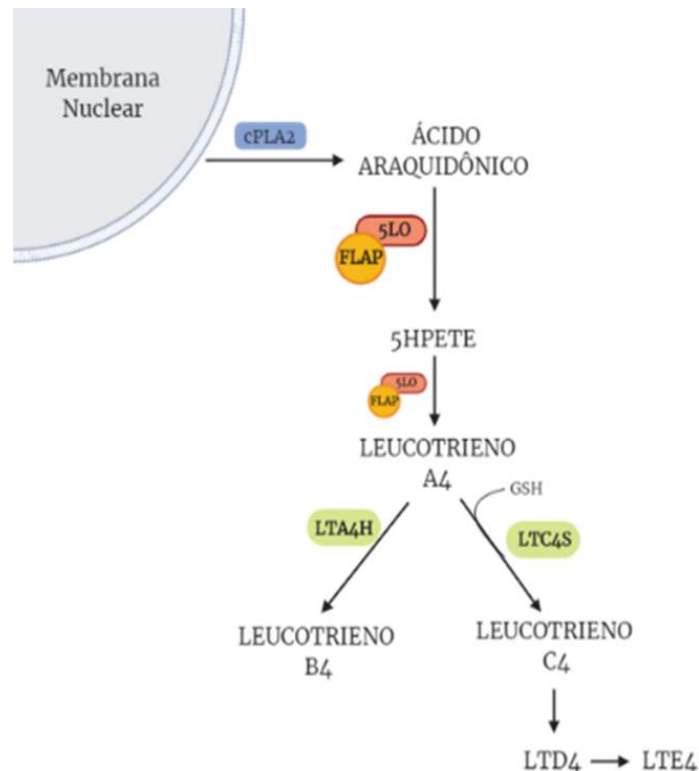 Membrana
Nuclear
cPLA2
ÁCIDO
ARAQUIDÔNICO
5LO
FLAP
5HPETE
5LO
FLAP
LEUCOTRIENO
A4
GSH
LTA4H
LTC4S
LEUCOTRIENO
B4
LEUCOTRIENO
C4
LTD4
LTE4